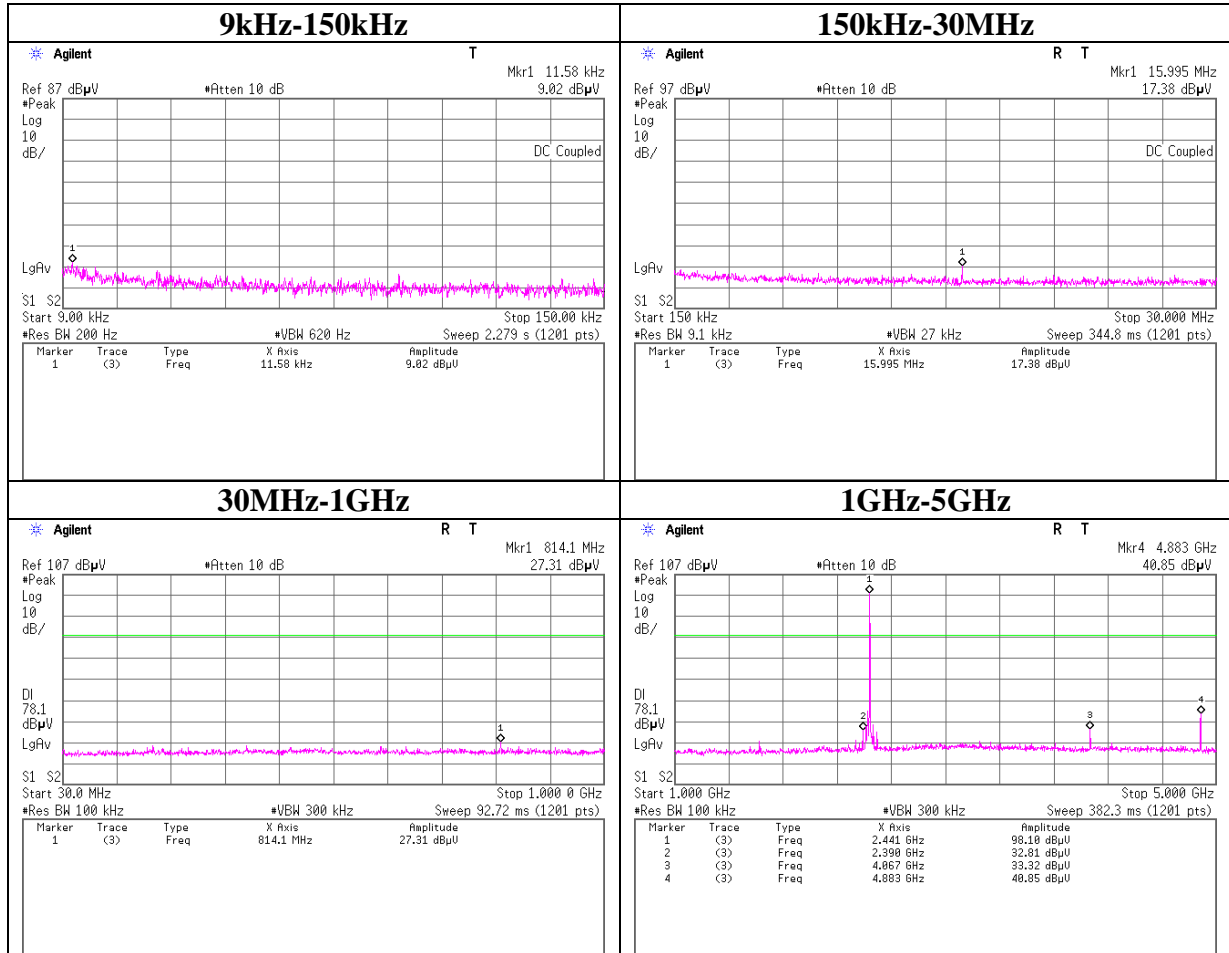 9kHz-150kHz
Agilent T
Mkr1 11.58 kHz
Ref 87 dBµV #Atten 10 dB 9.02 dBµV
#Peak
Log
10
dB/
DC Coupled
1
LgAv
S1 S2
Start 9.00 kHz Stop 150.00 kHz
#Res BW 200 Hz #VBW 620 Hz Sweep 2.279 s (1201 pts)
Marker Trace Type X Axis Amplitude
1 (3) Freq 11.58 kHz 9.02 dBµV
150kHz-30MHz
Agilent R T
Mkr1 15.995 MHz
Ref 97 dBµV #Atten 10 dB 17.38 dBµV
#Peak
Log
10
dB/
DC Coupled
1
LgAv
S1 S2
Start 150 kHz Stop 30.000 MHz
#Res BW 9.1 kHz #VBW 27 kHz Sweep 344.8 ms (1201 pts)
Marker Trace Type X Axis Amplitude
1 (3) Freq 15.995 MHz 17.38 dBµV
30MHz-1GHz
Agilent R T
Mkr1 814.1 MHz
Ref 107 dBµV #Atten 10 dB 27.31 dBµV
#Peak
Log
10
dB/
DI
78.1
dBµV
1
LgAv
S1 S2
Start 30.0 MHz Stop 1.000 0 GHz
#Res BW 100 kHz #VBW 300 kHz Sweep 92.72 ms (1201 pts)
Marker Trace Type X Axis Amplitude
1 (3) Freq 814.1 MHz 27.31 dBµV
1GHz-5GHz
Agilent R T
Mkr4 4.883 GHz
Ref 107 dBµV #Atten 10 dB 40.85 dBµV
#Peak
1
Log
10
dB/
DI
78.1
4
dBµV
2 3
LgAv
S1 S2
Start 1.000 GHz Stop 5.000 GHz
#Res BW 100 kHz #VBW 300 kHz Sweep 382.3 ms (1201 pts)
Marker Trace Type X Axis Amplitude
1 (3) Freq 2.441 GHz 98.10 dBµV
2 (3) Freq 2.390 GHz 32.81 dBµV
3 (3) Freq 4.067 GHz 33.32 dBµV
4 (3) Freq 4.883 GHz 40.85 dBµV